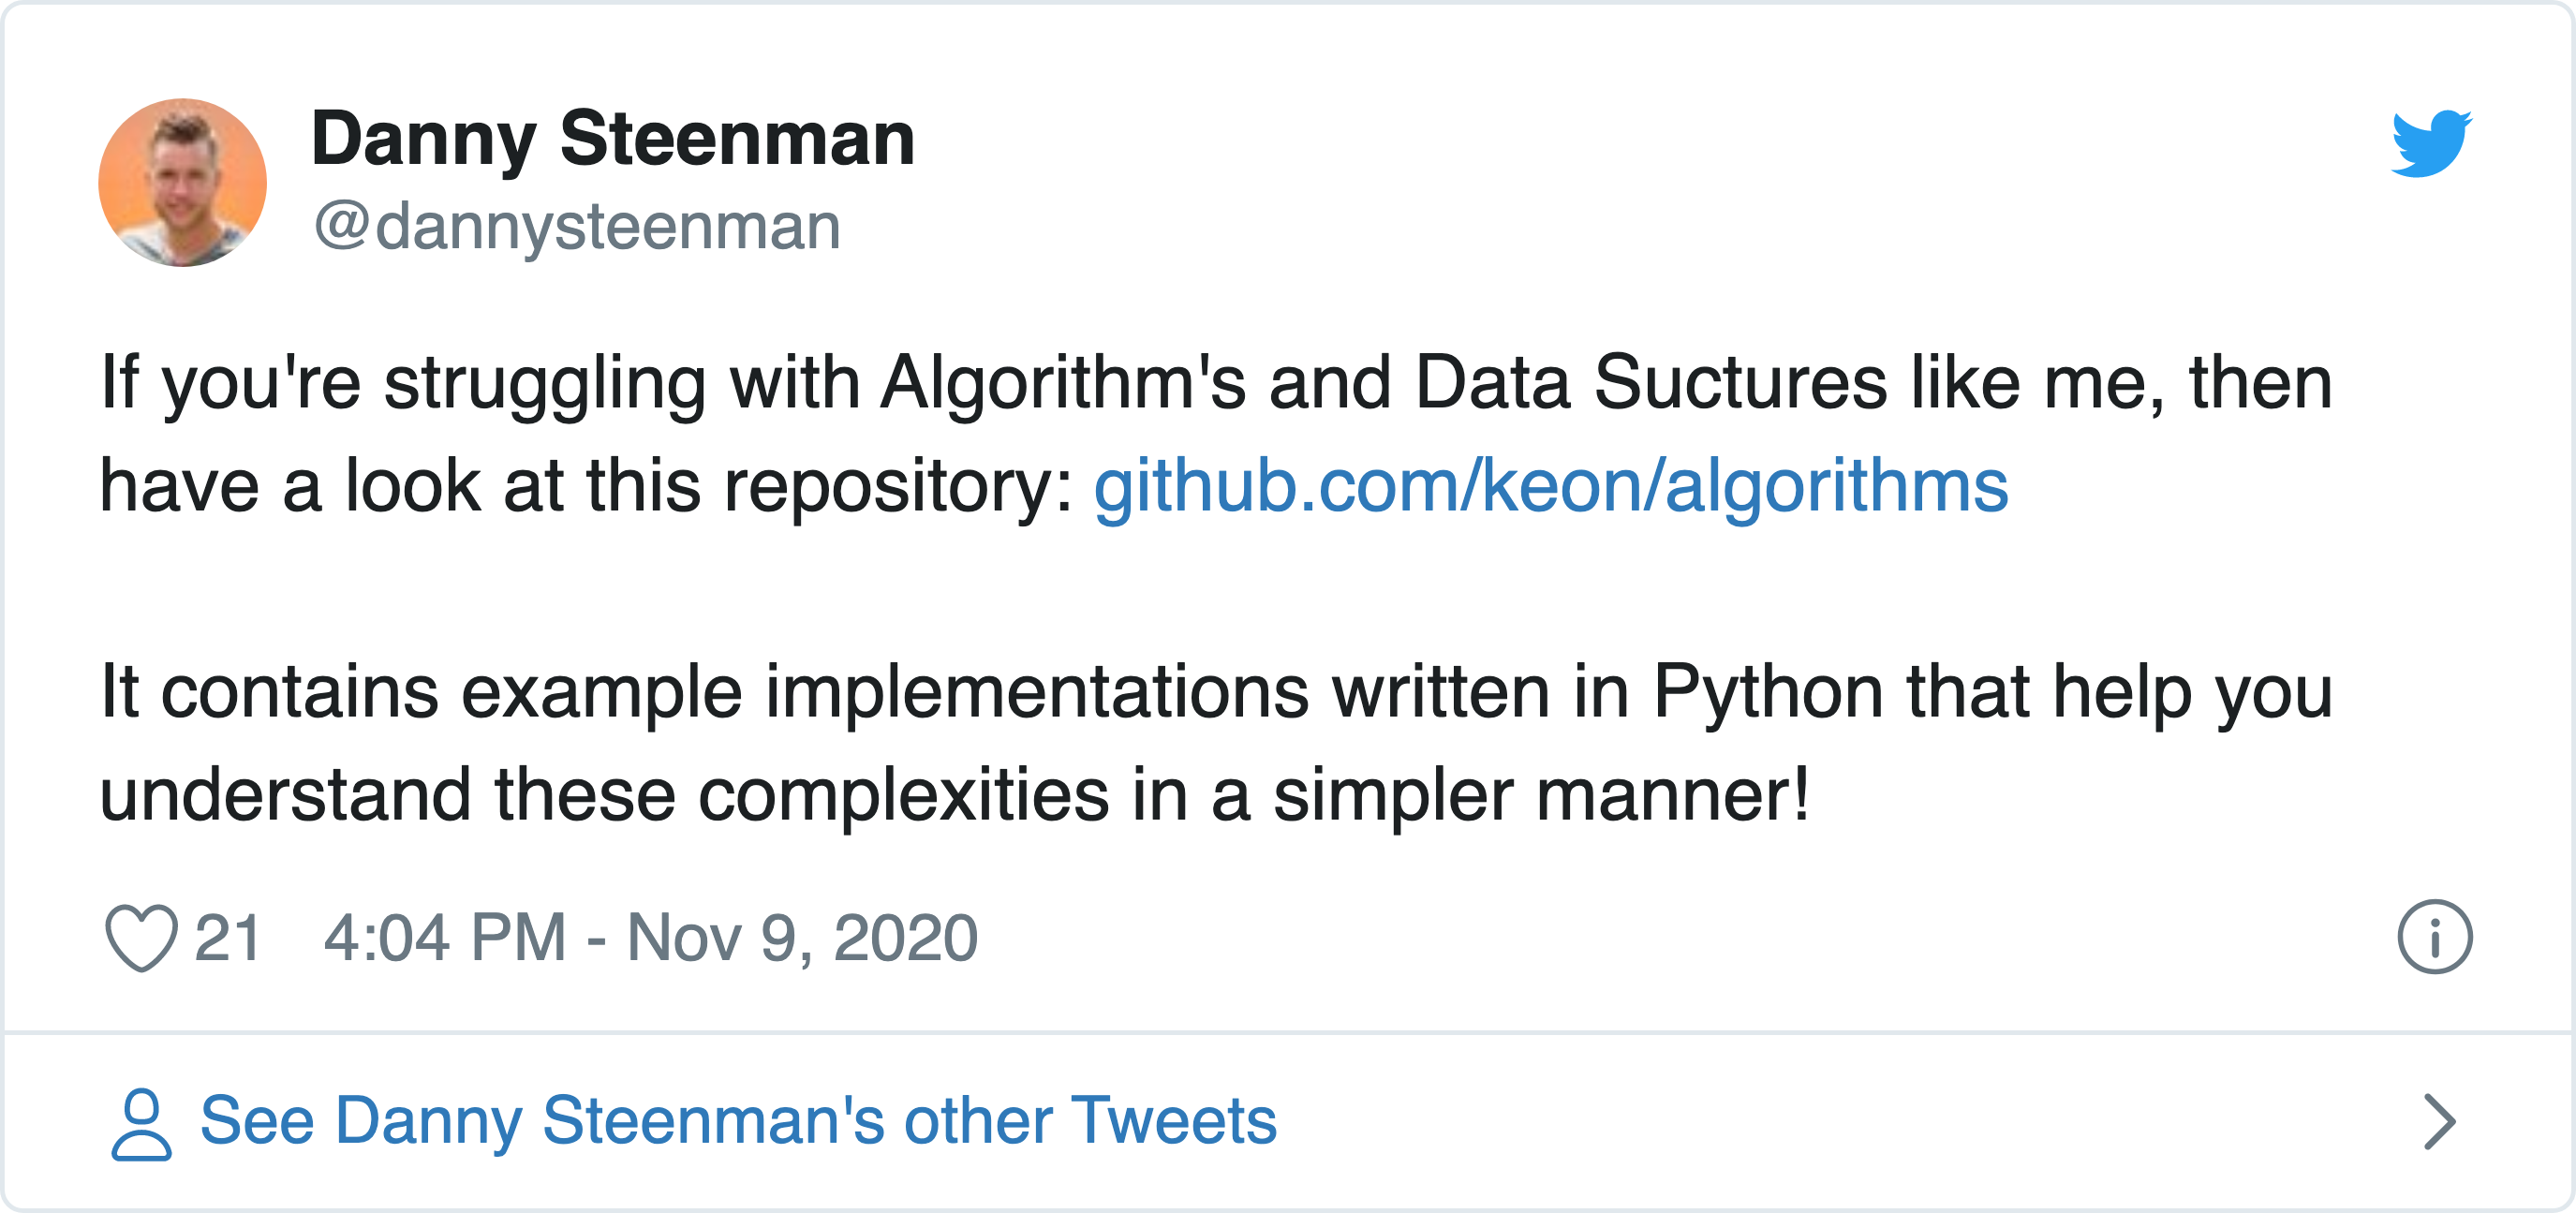 Danny Steenman
@dannysteenman
If you're struggling with Algorithm's and Data Suctures like me, then
have a look at this repository: github.com/keon/algorithms
It contains example implementations written in Python that help you
understand these complexities in a simpler manner!
21 4:04 PM - Nov 9, 2020
See Danny Steenman's other Tweets